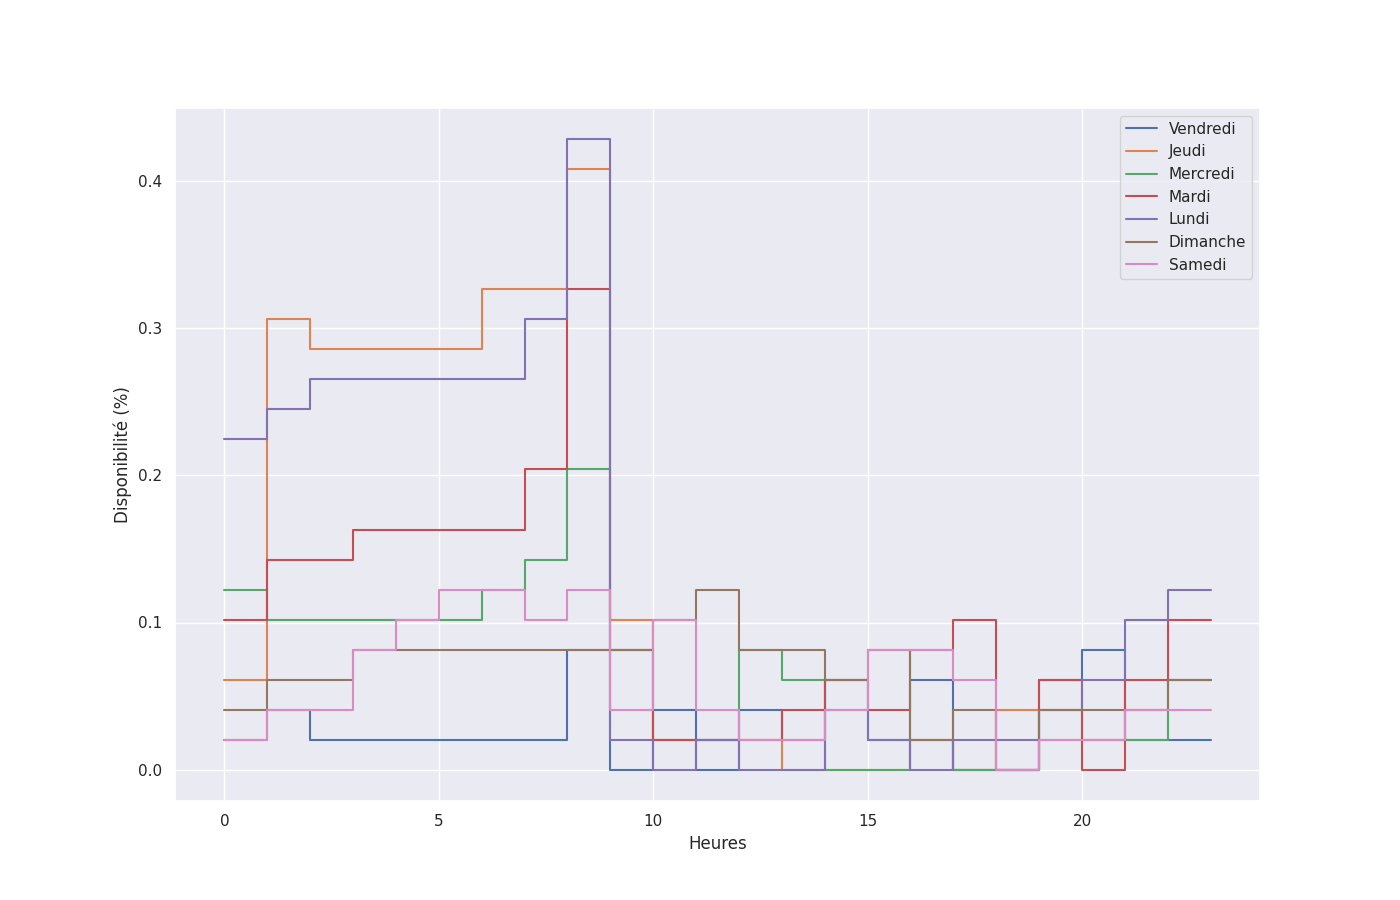 Vendredi
Jeudi
Mercredi
Mardi
Lundi
Dimanche
Samedi
0.4
0.3
0.2
0.1
0.0
Disponibilité (%)
0 5 10 15 20
Heures